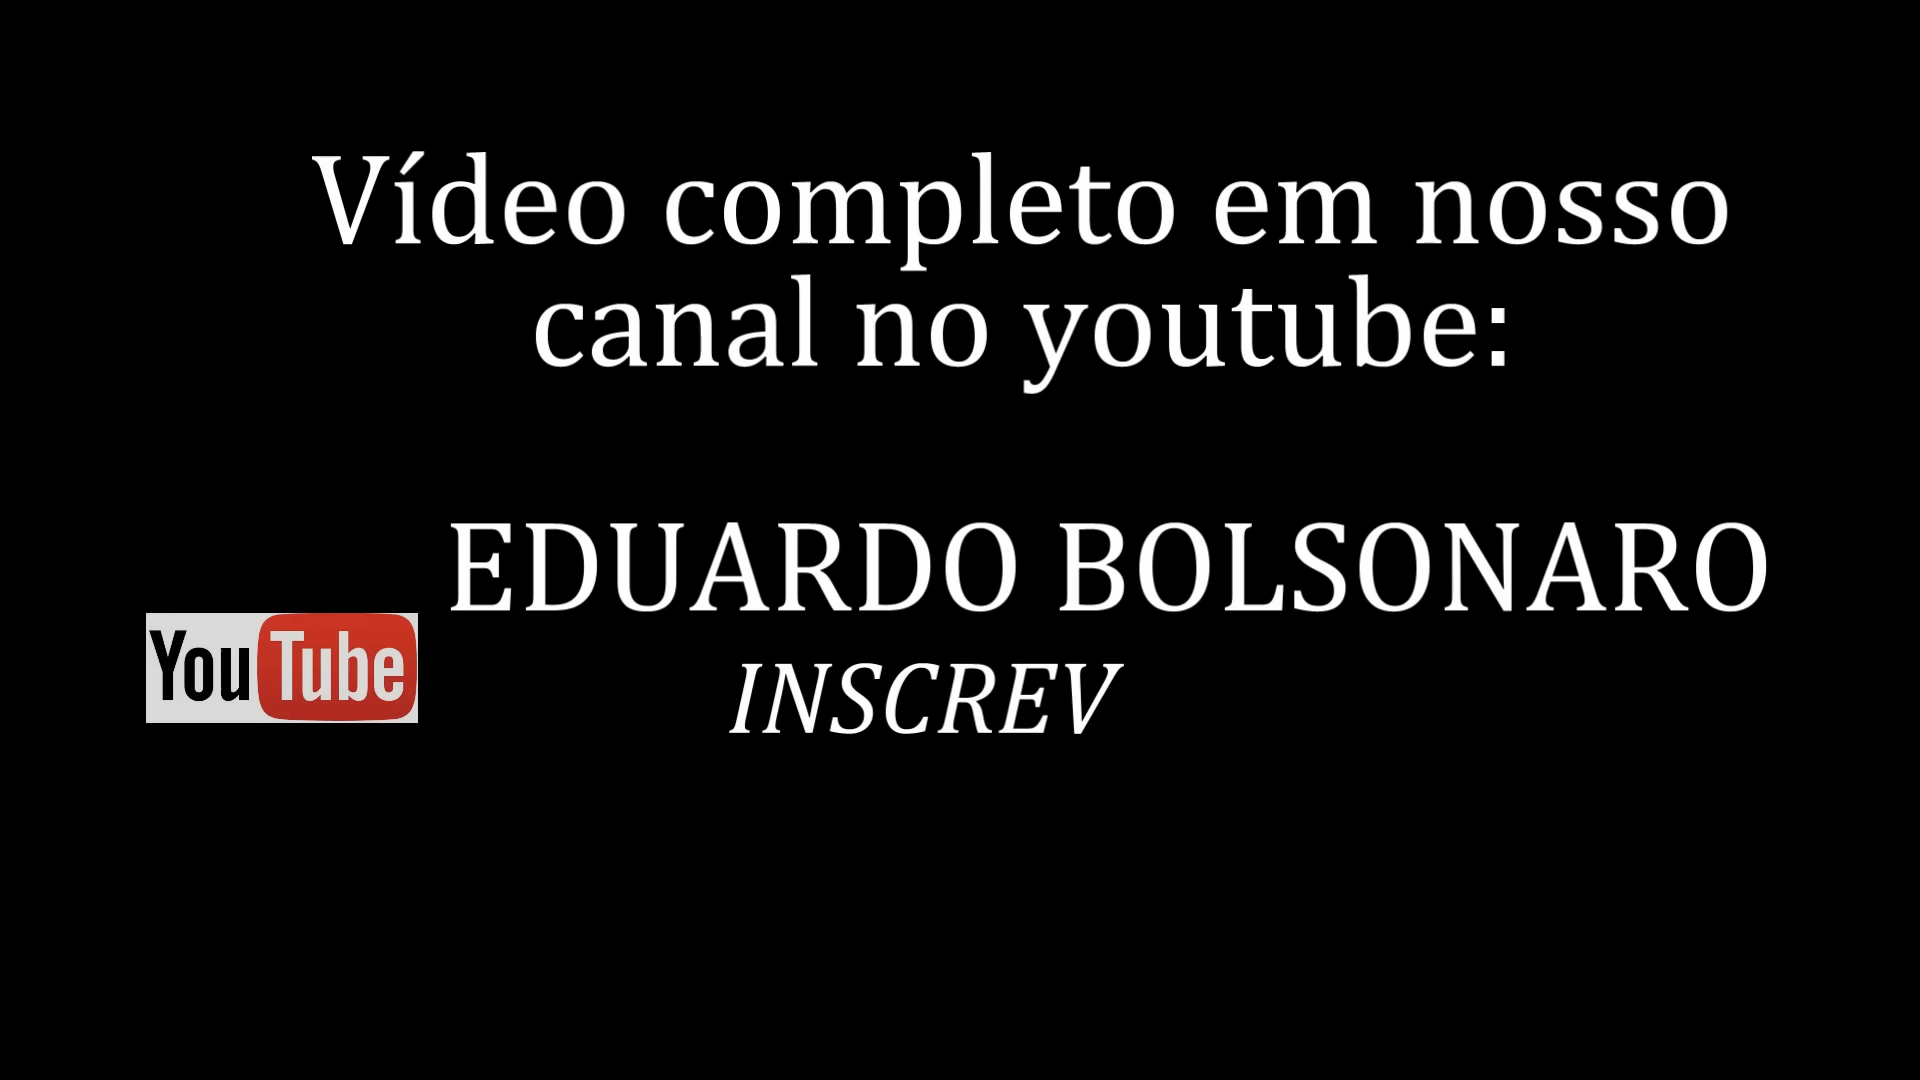 Vídeo completo em nosso
canal no youtube:
EDUARDO BOLSONARO
YouTube
INSCREV